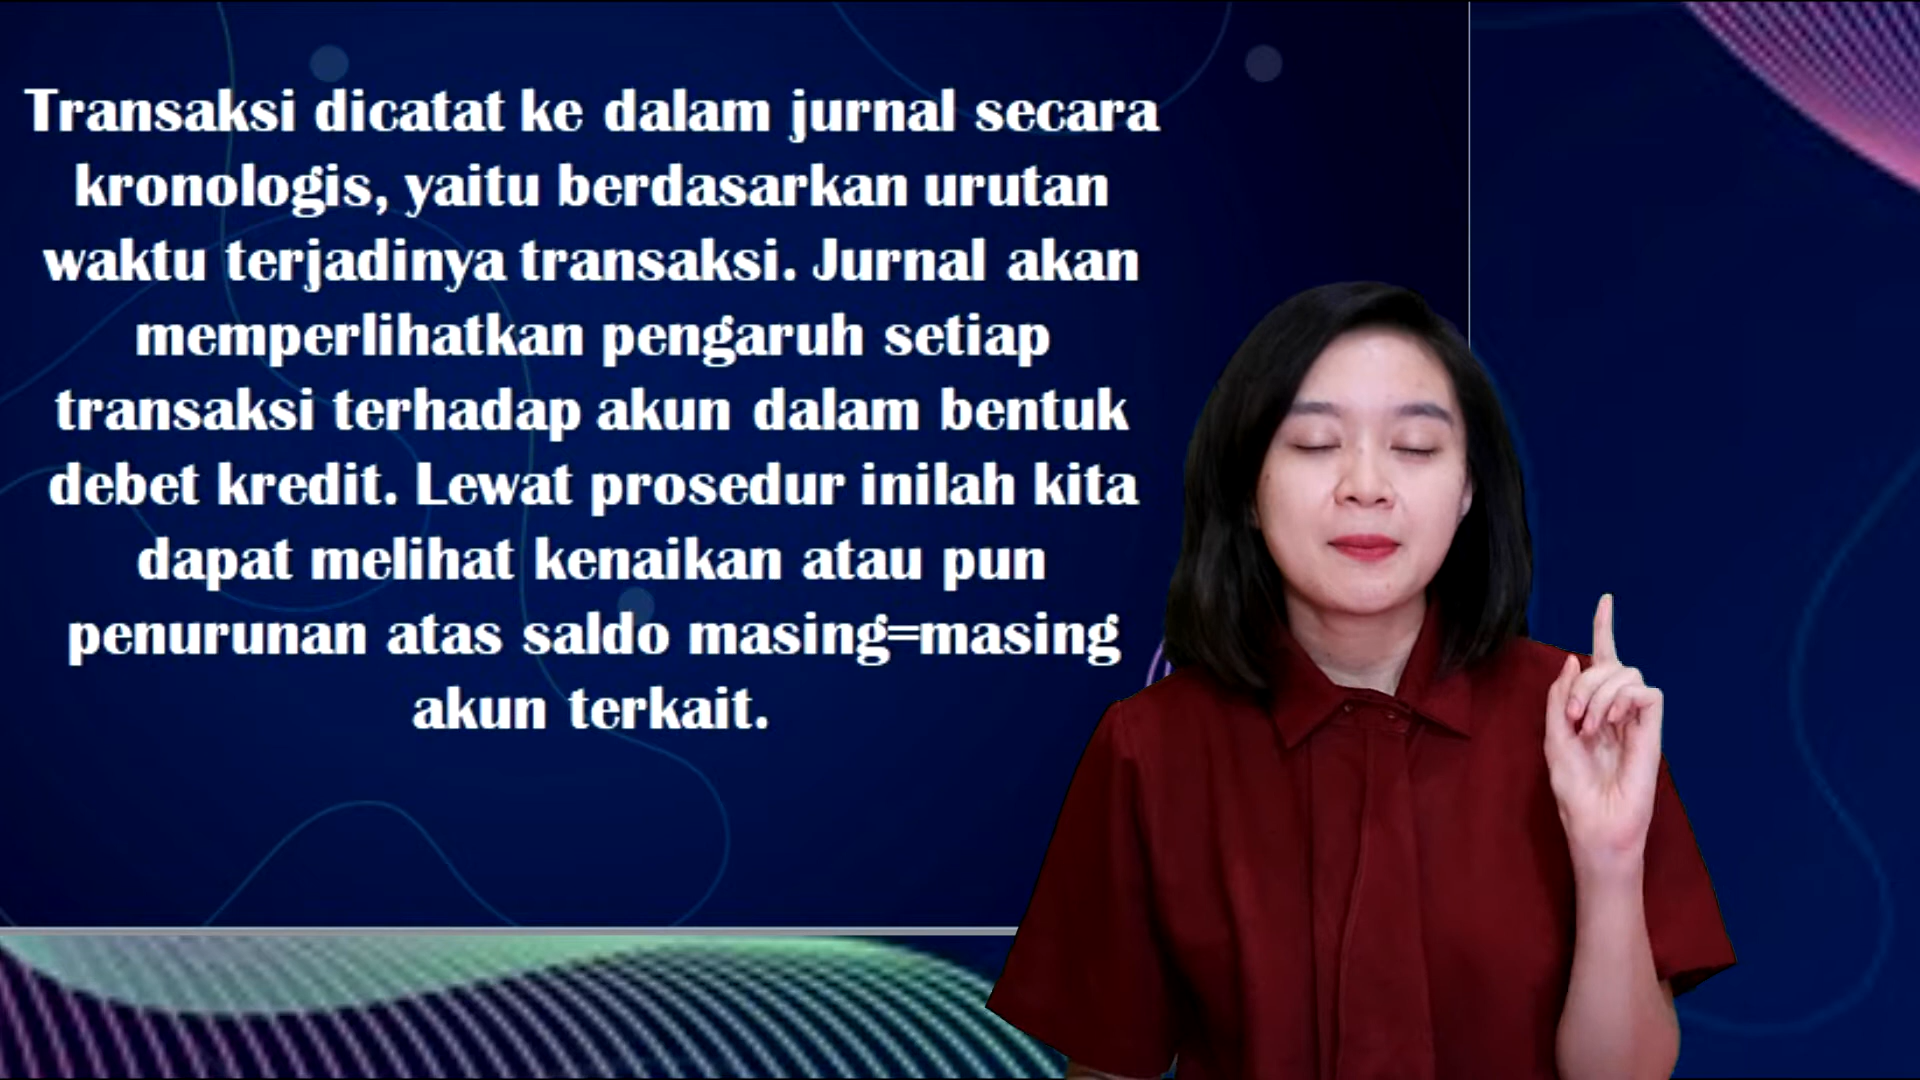 Transaksi dicatat ke dalam jurnal secara
kronologis, yaitu berdasarkan urutan
waktu terjadinya transaksi. Jurnal akan
memperlihatkan pengaruh setiap
transaksi terhadap akun dalam bentuk
debet kredit. Lewat prosedur inilah kita
dapat melihat kenaikan atau pun
penurunan atas saldo masing=masing
akun terkait.